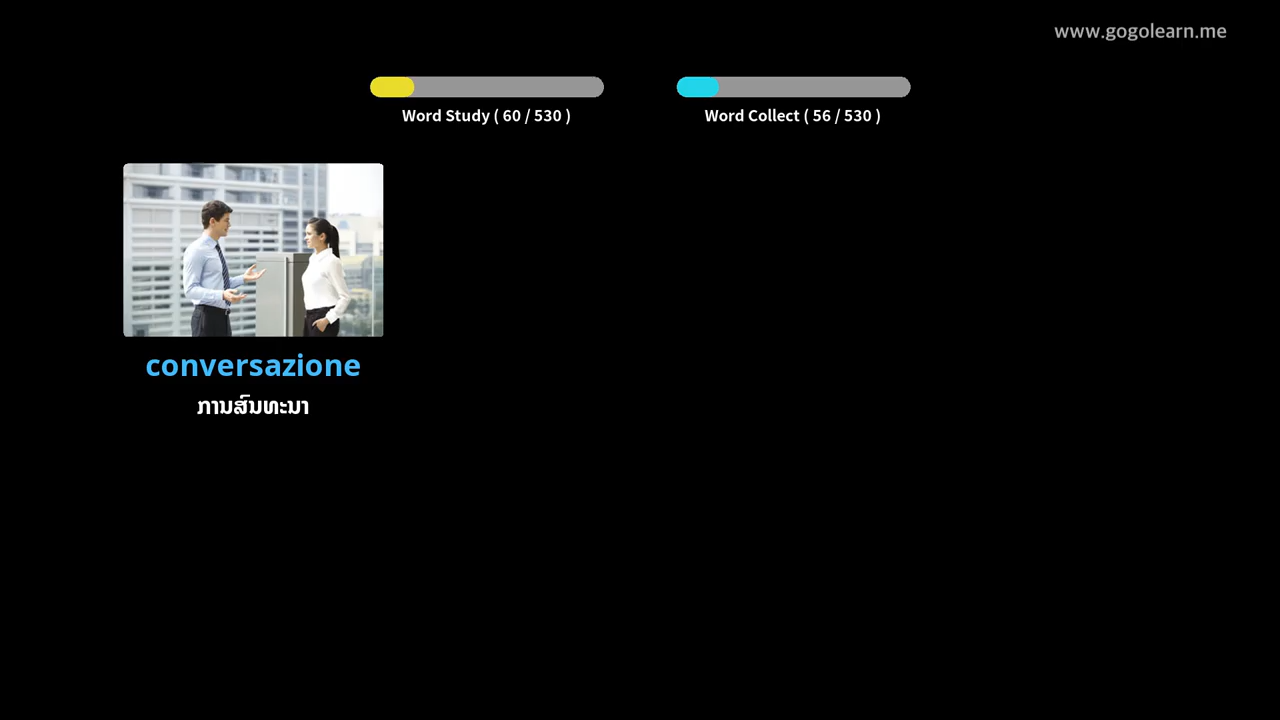 www.gogolearn.me
Word Study ( 60 / 530 )
Word Collect ( 56 / 530 )
conversazione
ການສົນທະນາ